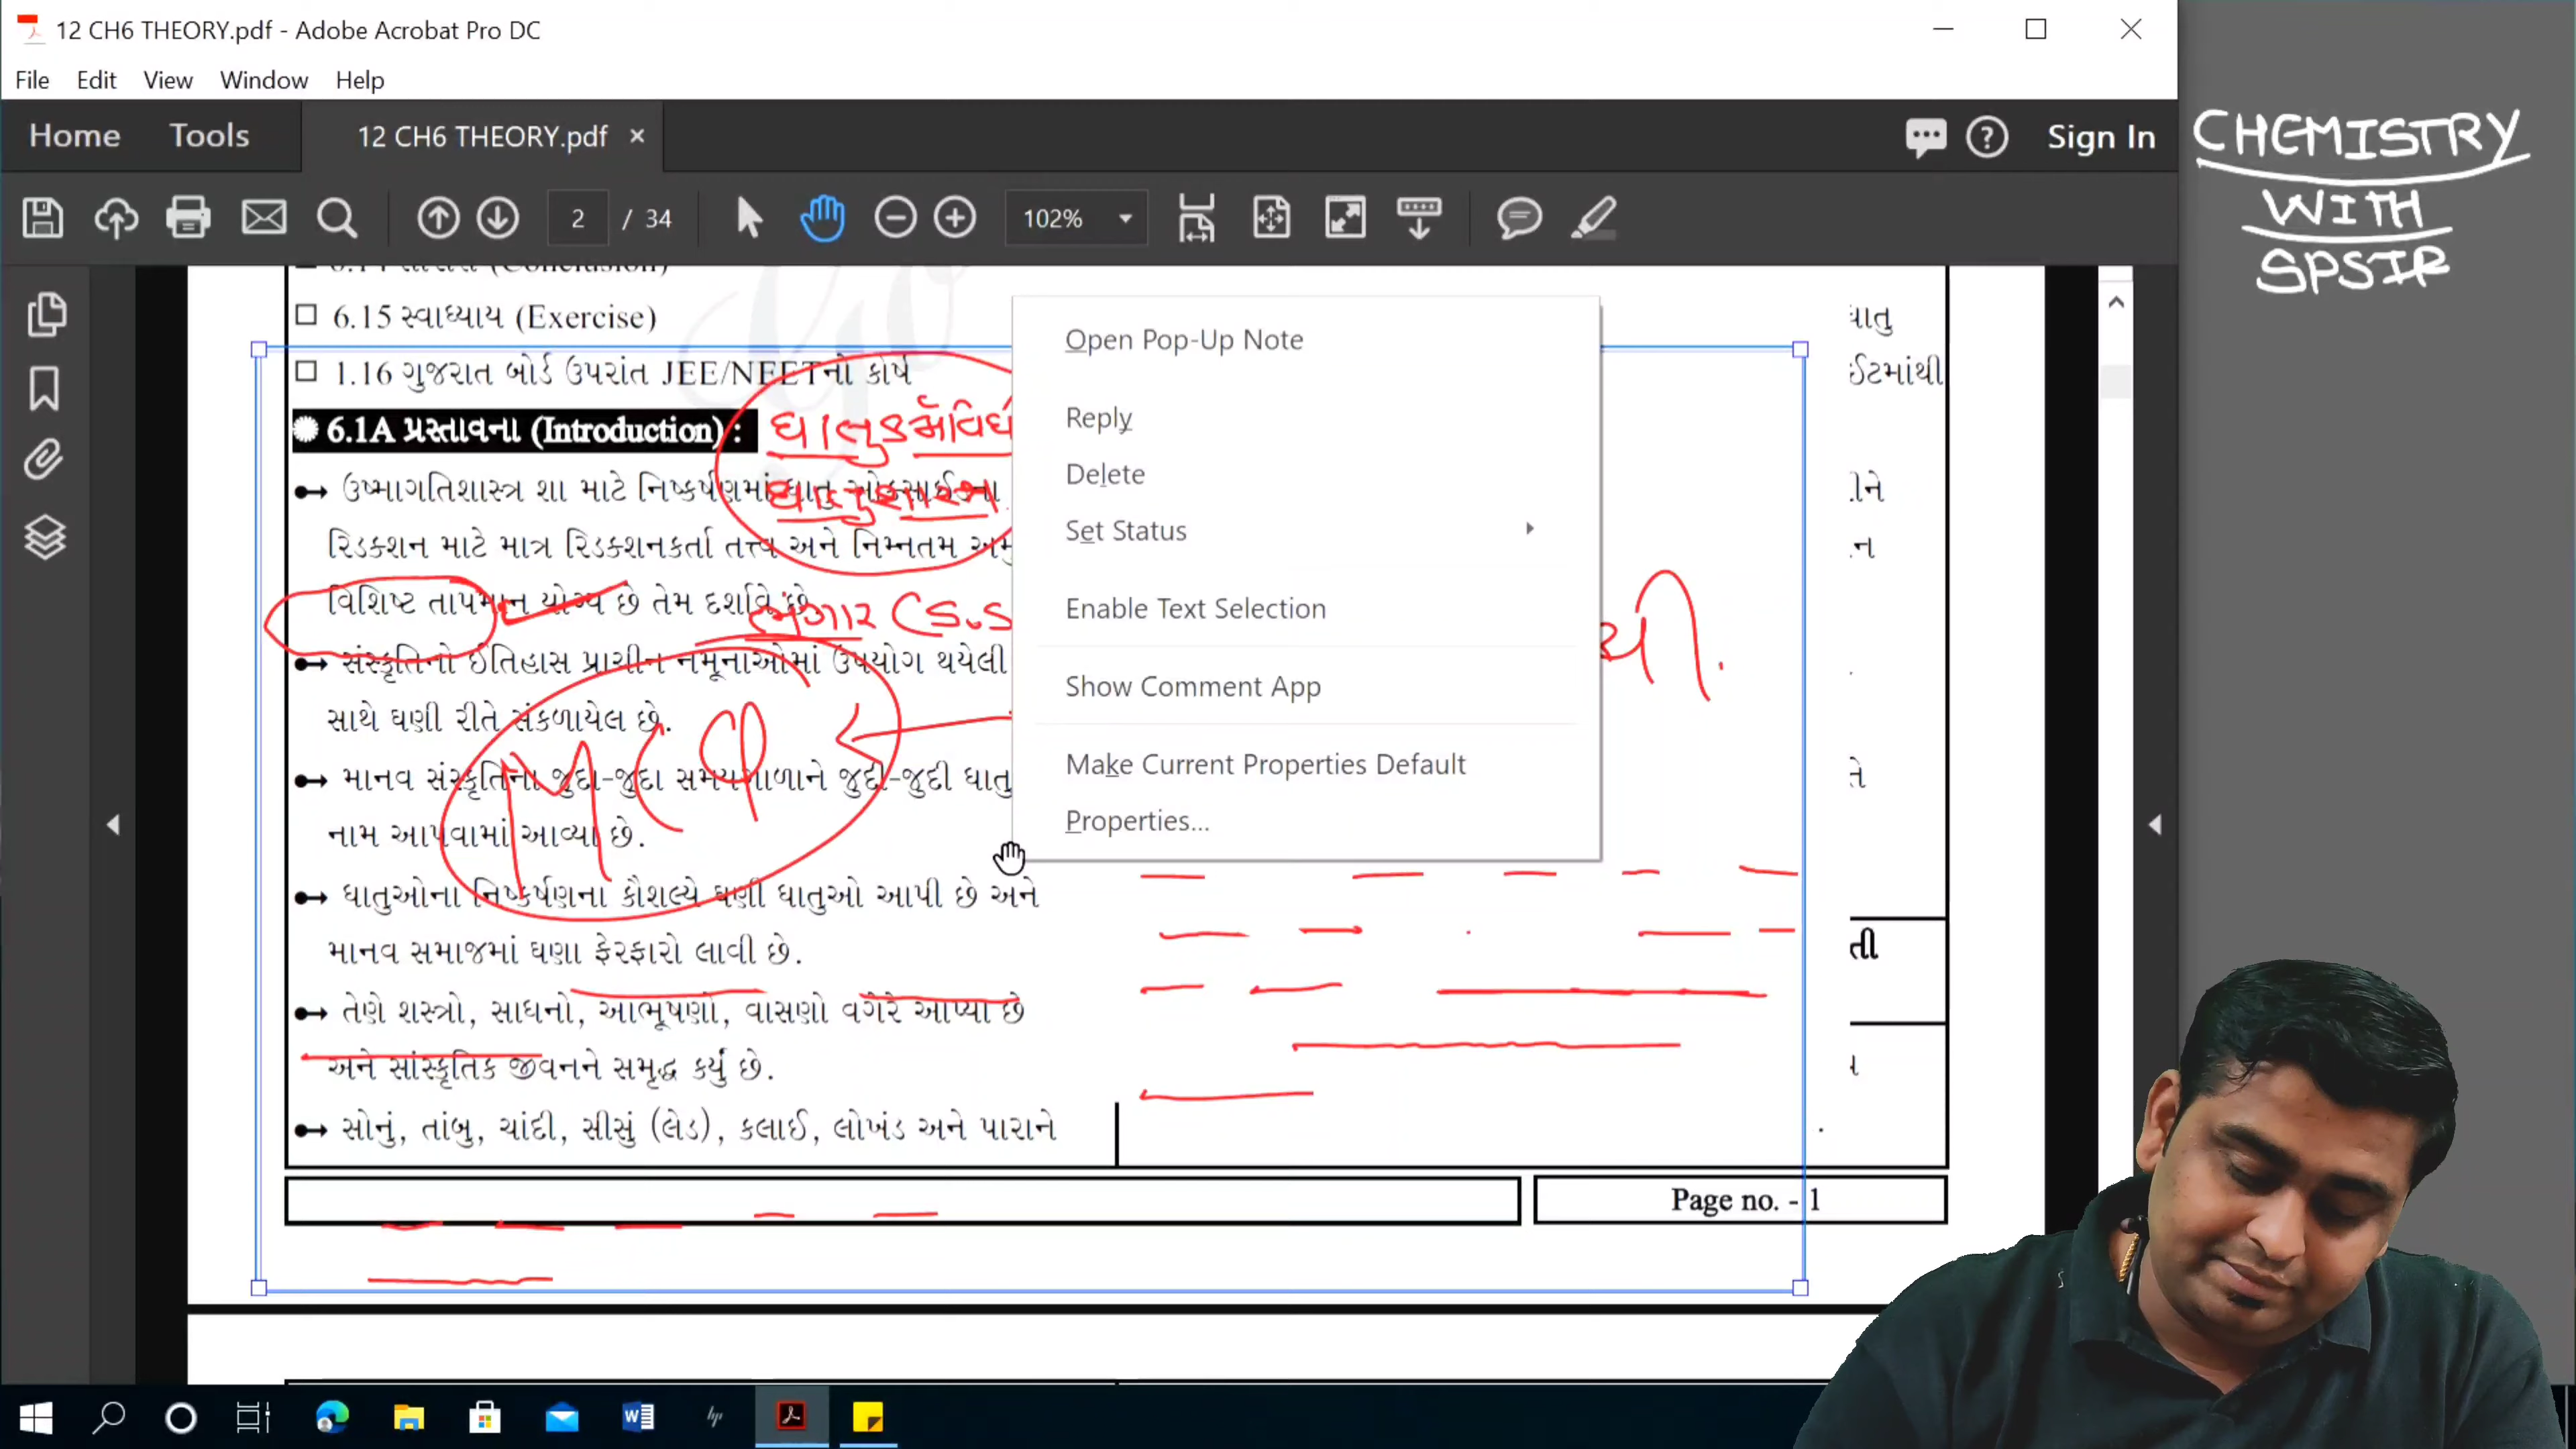 12 CH6 THEORY.pdf - Adobe Acrobat Pro DC
File Edit View Window Help
Home Tools 12 CH6 THEORY.pdf × Sign In
2 / 34 102%
CHEMISTRY
WITH
SPSIR
6.15 સ્વાધ્યાય (Exercise)
1.16 ગુજરાત બોર્ડ ઉપરાંત JEE/NEETનો કોર્ષ
6.1A પ્રસ્તાવના (Introduction) :
ઉષ્માગતિશાસ્ત્ર શા માટે નિષ્કર્ષણમાં ધાતુ ઓક્સાઈડના
રિડક્શન માટે માત્ર રિડક્શનકર્તા તત્ત્વ અને નિમ્નતમ
વિશિષ્ટ તાપમાન યોગ્ય છે તેમ દર્શાવે છે.
સંસ્કૃતિનો ઈતિહાસ પ્રાચીન નમૂનાઓમાં ઉપયોગ થયેલી
સાથે ઘણી રીતે સંકળાયેલ છે.
માનવ સંસ્કૃતિના જુદા-જુદા સમયગાળાને જુદી-જુદી ધાતુ
નામ આપવામાં આવ્યા છે.
ધાતુઓના નિષ્કર્ષણના કૌશલ્યે ઘણી ધાતુઓ આપી છે અને
માનવ સમાજમાં ઘણા ફેરફારો લાવી છે.
તેણે શસ્ત્રો, સાધનો, આભૂષણો, વાસણો વગેરે આપ્યા છે
અને સાંસ્કૃતિક જીવનને સમૃદ્ધ કર્યું છે.
સોનું, તાંબુ, ચાંદી, સીસું (લેડ), કલાઈ, લોખંડ અને પારાને
ધાતુકર્મવિધ
ધાતુશાસ્ત્ર
ભંગાર (S.S
Open Pop-Up Note
Reply
Delete
Set Status
Enable Text Selection
Show Comment App
Make Current Properties Default
Properties...
Page no. - 1